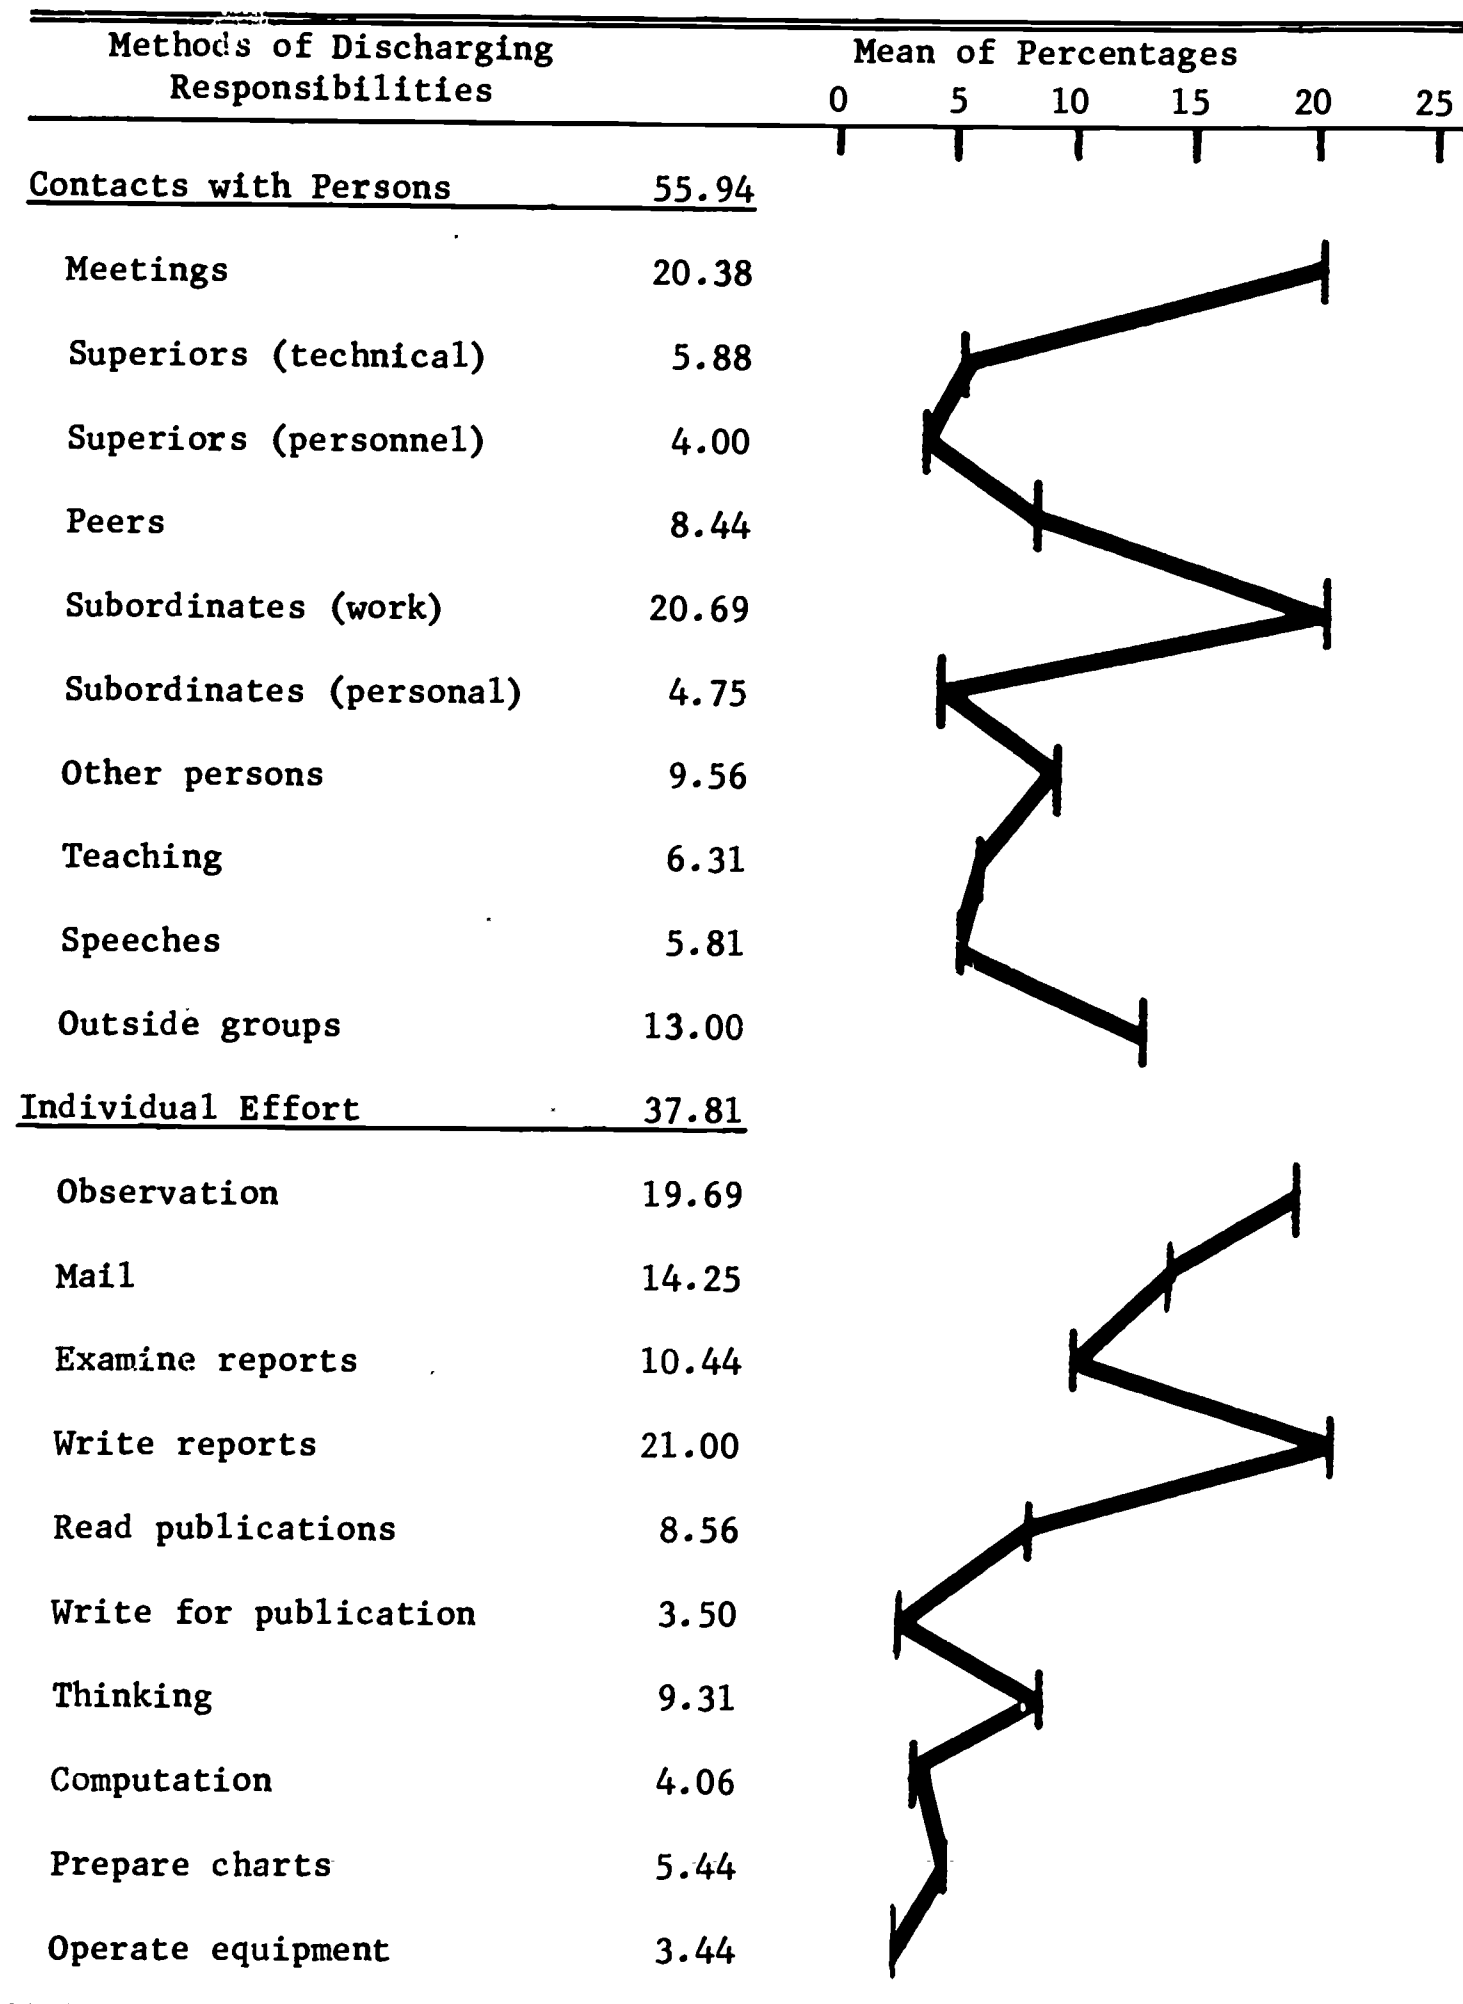 Methods of Discharging Mean of Percentages
Responsibilities 0 5 10 15 20 25
Contacts with Persons 55.94
Meetings 20.38
Superiors (technical) 5.88
Superiors (personnel) 4.00
Peers 8.44
Subordinates (work) 20.69
Subordinates (personal) 4.75
Other persons 9.56
Teaching 6.31
Speeches 5.81
Outside groups 13.00
Individual Effort 37.81
Observation 19.69
Mail 14.25
Examine reports 10.44
Write reports 21.00
Read publications 8.56
Write for publication 3.50
Thinking 9.31
Computation 4.06
Prepare charts 5.44
Operate equipment 3.44